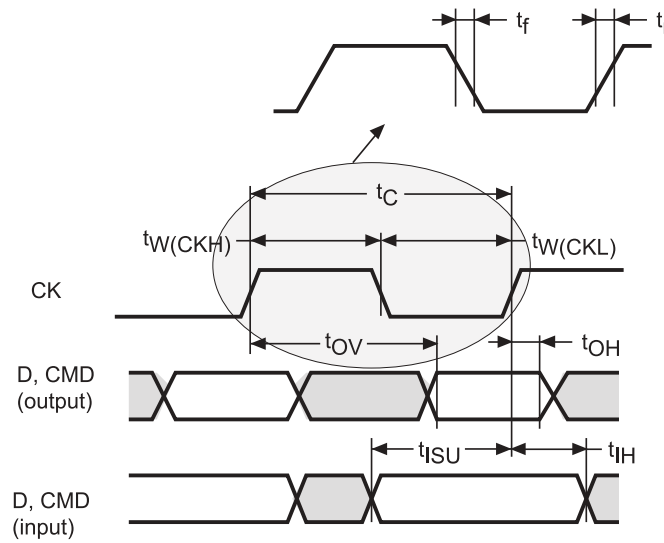 tf
tC
tW(CKH)
tW(CKL)
CK
tOV
tOH
D, CMD
(output)
tISU
tIH
D, CMD
(input)